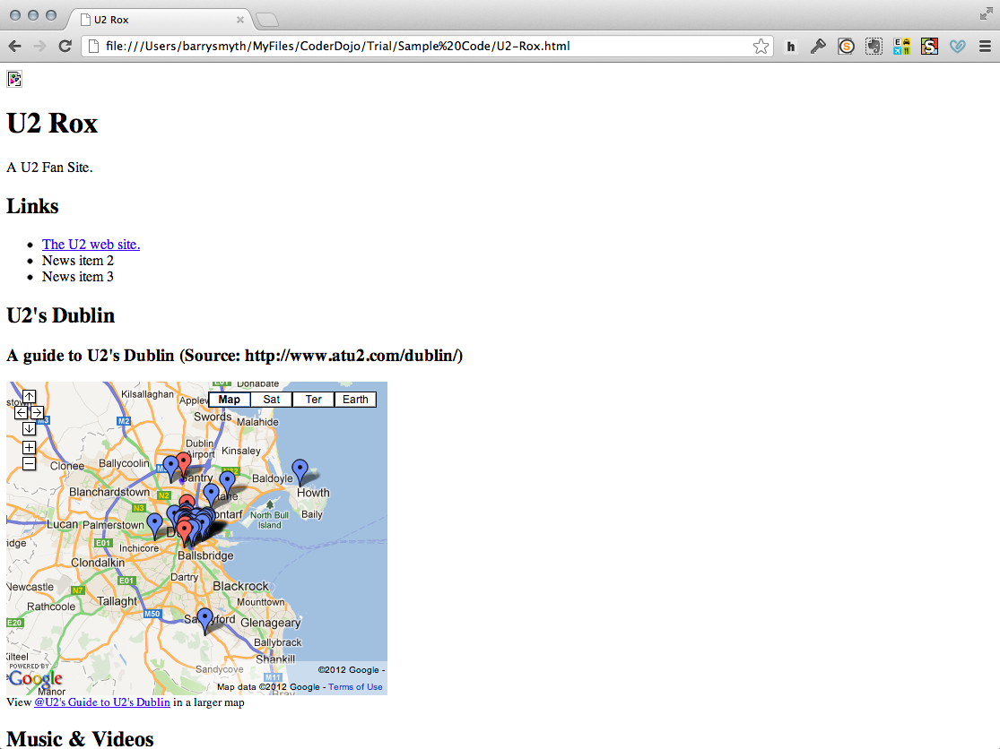 U2 Rox
file:///Users/barrysmyth/MyFiles/CoderDojo/Trial/Sample%20Code/U2-Rox.html
U2 Rox
A U2 Fan Site.
Links
The U2 web site.
News item 2
News item 3
U2's Dublin
A guide to U2's Dublin (Source: http://www.atu2.com/dublin/)
E01 Donabate
Kilsallaghan
Map Sat Ter Earth
M2 Swords Malahide
M3
Dublin
Airport Kinsaley
Clonee Ballycoolin
Santry Baldoyle
Blanchardstown N2 Howth
N3 Baily
North Bull
Island
Lucan Palmerstown
E01 Inchicore
Ballsbridge
Clondalkin
Dartry
E01
Newcastle N7 Blackrock
Rathcoole Tallaght Mounttown
M50 Glenageary
E20
Ballybrack
Shankill
Sandycove
POWERED BY
Google
©2012 Google -
M11
Map data ©2012 Google - Terms of Use
Manor
View @U2's Guide to U2's Dublin in a larger map
Music & Videos